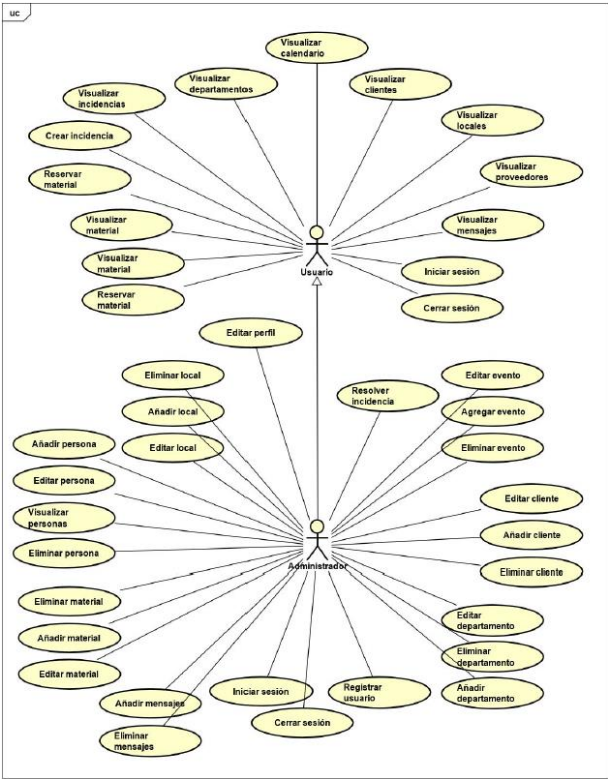 uc
Visualizar
calendario
Visualizar
departamentos
Visualizar
clientes
Visualizar
incidencias
Visualizar
locales
Crear incidencia
Visualizar
proveedores
Reservar
material
Visualizar
material
Visualizar
mensajes
Visualizar
material
Iniciar sesión
Usuario
Reservar
material
Cerrar sesión
Editar perfil
Eliminar local
Resolver
incidencia
Editar evento
Añadir local
Agregar evento
Añadir persona
Editar local
Eliminar evento
Editar persona
Editar cliente
Visualizar
personas
Añadir cliente
Eliminar persona
Administrador
Eliminar cliente
Eliminar material
Editar
departamento
Añadir material
Eliminar
departamento
Editar material
Añadir mensajes
Iniciar sesión
Registrar
usuario
Añadir
departamento
Cerrar sesión
Eliminar
mensajes